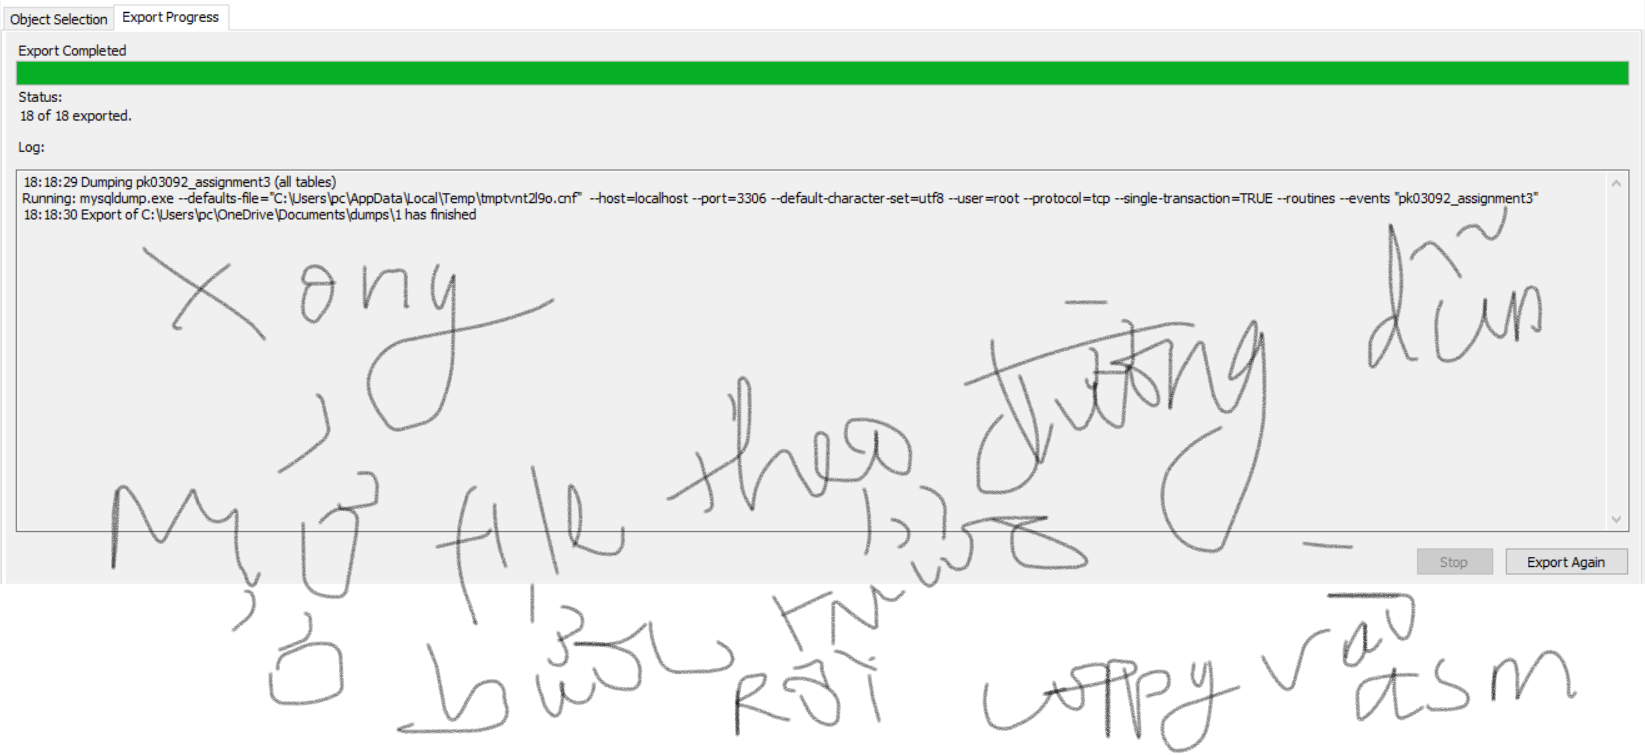 Object Selection Export Progress
Export Completed
Status:
18 of 18 exported.
Log:
18:18:29 Dumping pk03092_assignment3 (all tables)
Running: mysqldump.exe --defaults-file="C:\Users\pc\AppData\Local\Temp\tmptvnt2l9o.cnf" --host=localhost --port=3306 --default-character-set=utf8 --user=root --protocol=tcp --single-transaction=TRUE --routines --events "pk03092_assignment3"
18:18:30 Export of C:\Users\pc\OneDrive\Documents\dumps\1 has finished
Xong
Mở file theo đường dẫn
ở bước trước Rồi coppy vào asm
Stop Export Again